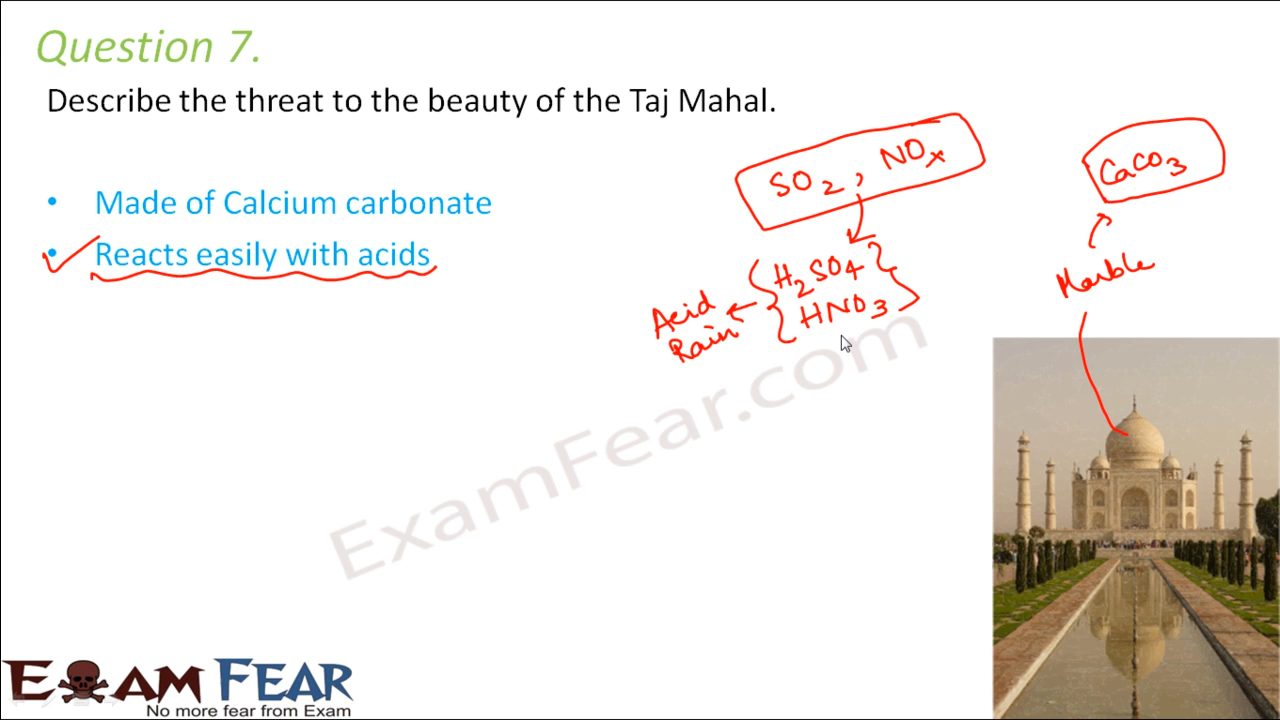 Question 7.
Describe the threat to the beauty of the Taj Mahal.
• Made of Calcium carbonate
• Reacts easily with acids
SO2, NOx
CaCO3
H2SO4
HNO3
Acid
Rain
Marble
ExamFear.com
EXAM FEAR
No more fear from Exam